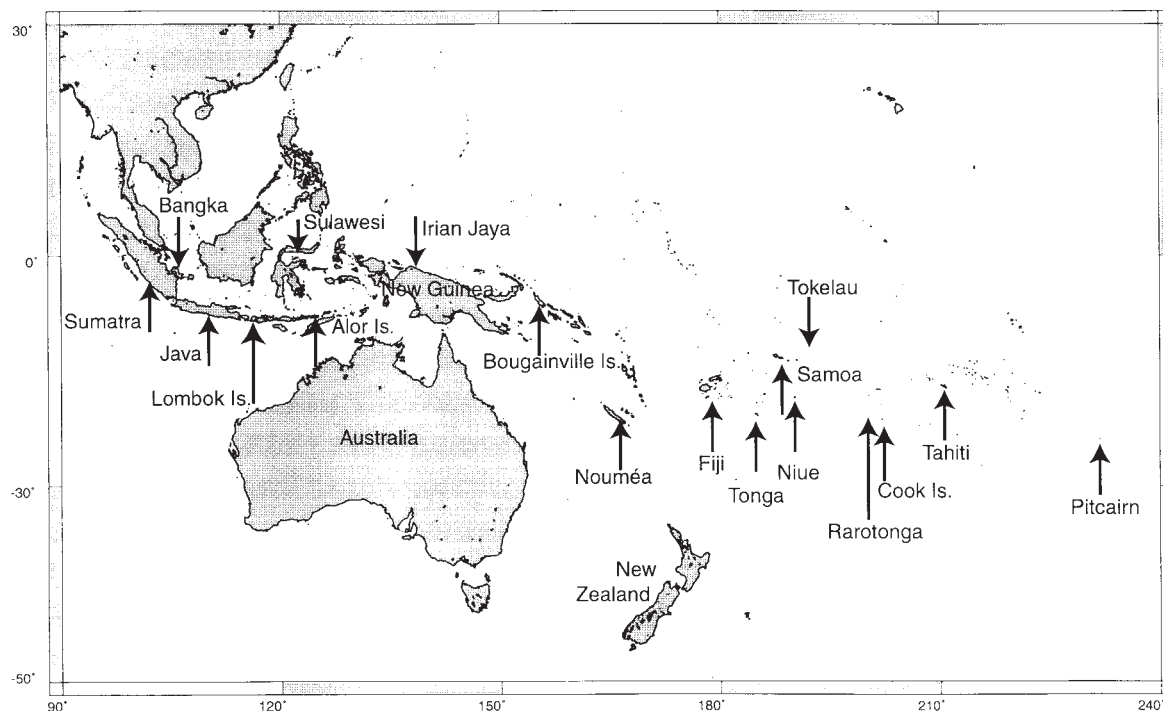 30°
Bangka
Sulawesi
Irian Jaya
0°
New Guinea
Tokelau
Sumatra
Alor Is.
Java
Bougainville Is.
Samoa
Lombok Is.
Australia
Fiji
Niue
Tahiti
Nouméa
Tonga
Cook Is.
-30°
Pitcairn
Rarotonga
New
Zealand
-50°
90°
120°
150°
180°
210°
240°